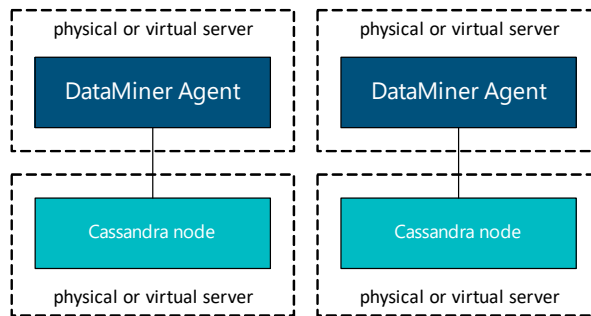 physical or virtual server
physical or virtual server
DataMiner Agent
DataMiner Agent
Cassandra node
Cassandra node
physical or virtual server
physical or virtual server